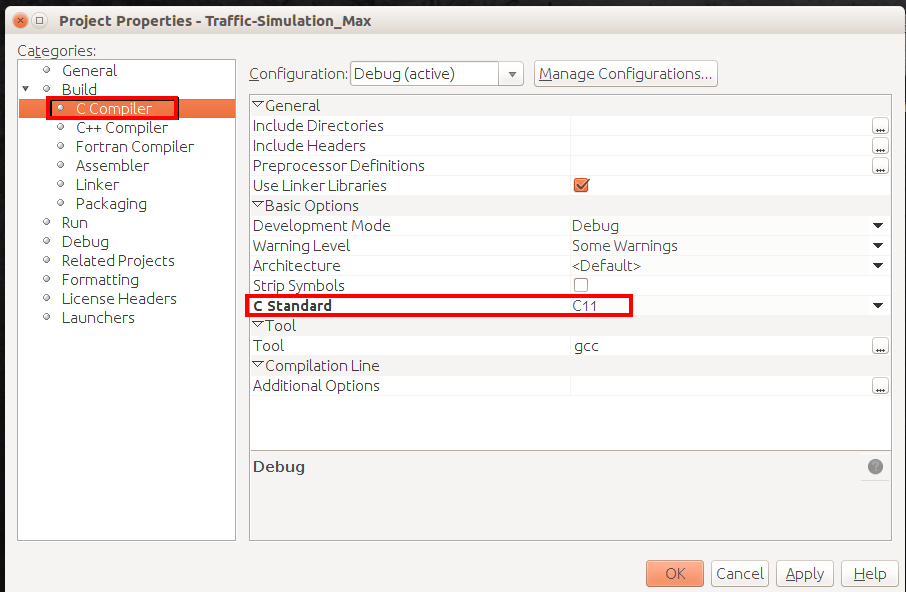 Project Properties - Traffic-Simulation_Max
Categories:
General
Build
C Compiler
C++ Compiler
Fortran Compiler
Assembler
Linker
Packaging
Run
Debug
Related Projects
Formatting
License Headers
Launchers
Configuration: Debug (active) Manage Configurations...
General
Include Directories ...
Include Headers ...
Preprocessor Definitions ...
Use Linker Libraries
Basic Options
Development Mode Debug
Warning Level Some Warnings
Architecture <Default>
Strip Symbols
C Standard C11
Tool
Tool gcc ...
Compilation Line
Additional Options ...
Debug ?
OK Cancel Apply Help